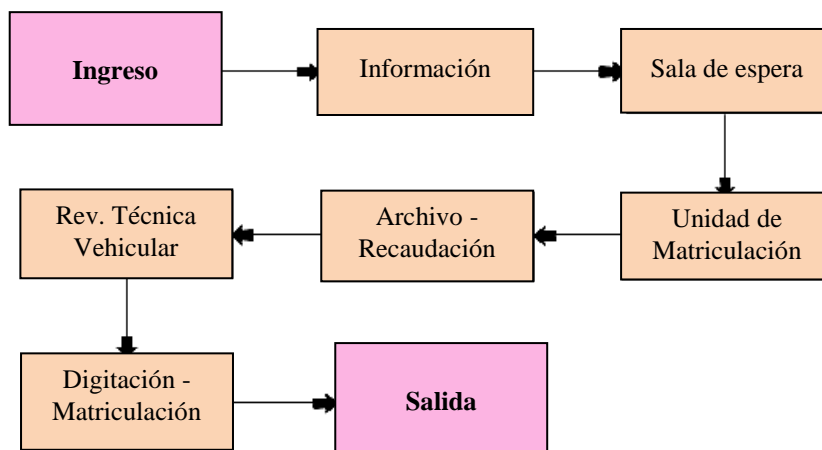 Ingreso
Información
Sala de espera
Rev. Técnica
Vehicular
Archivo -
Recaudación
Unidad de
Matriculación
Digitación -
Matriculación
Salida